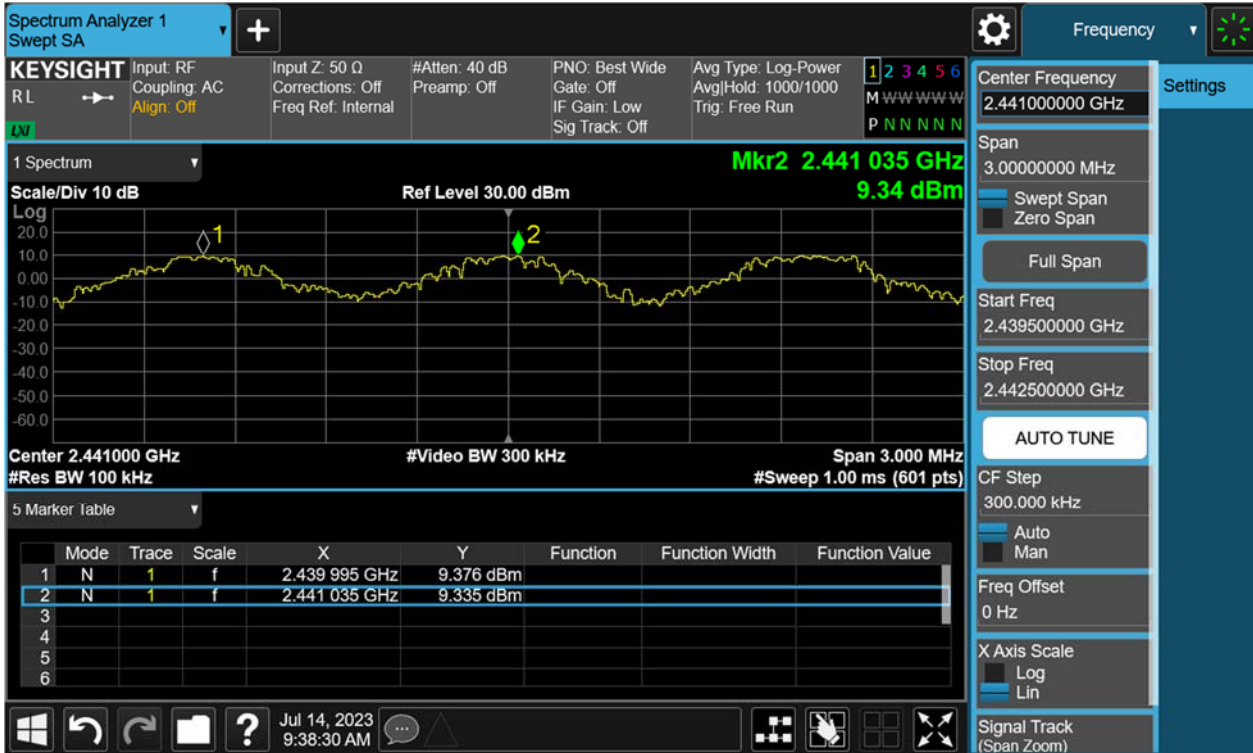 Spectrum Analyzer 1
Swept SA
+
Frequency
KEYSIGHT
RL
LXI
Input: RF
Coupling: AC
Align: Off
Input Z: 50 Ω
Corrections: Off
Freq Ref: Internal
#Atten: 40 dB
Preamp: Off
PNO: Best Wide
Gate: Off
IF Gain: Low
Sig Track: Off
Avg Type: Log-Power
Avg|Hold: 1000/1000
Trig: Free Run
1 2 3 4 5 6
M W W W W W
P N N N N N
1 Spectrum
Mkr2 2.441 035 GHz
9.34 dBm
Scale/Div 10 dB
Ref Level 30.00 dBm
Log
20.0
10.0
0.00
-10.0
-20.0
-30.0
-40.0
-50.0
-60.0
1
2
Center 2.441000 GHz
#Video BW 300 kHz
Span 3.000 MHz
#Res BW 100 kHz
#Sweep 1.00 ms (601 pts)
5 Marker Table
Mode Trace Scale X Y Function Function Width Function Value
1 N 1 f 2.439 995 GHz 9.376 dBm
2 N 1 f 2.441 035 GHz 9.335 dBm
3
4
5
6
?
Jul 14, 2023
9:38:30 AM
Center Frequency
2.441000000 GHz
Span
3.00000000 MHz
Swept Span
Zero Span
Full Span
Start Freq
2.439500000 GHz
Stop Freq
2.442500000 GHz
AUTO TUNE
CF Step
300.000 kHz
Auto
Man
Freq Offset
0 Hz
X Axis Scale
Log
Lin
Signal Track
(Span Zoom)
Settings